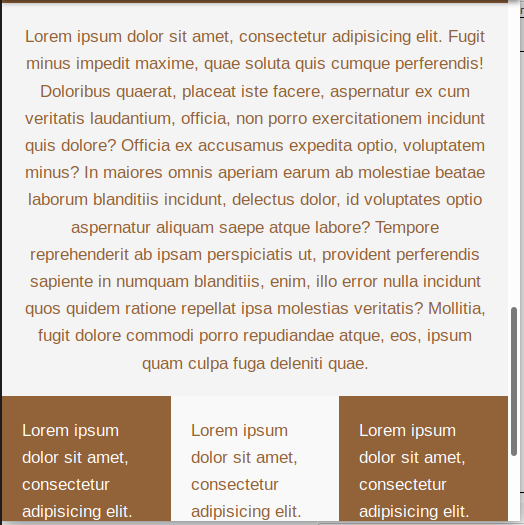 Lorem ipsum dolor sit amet, consectetur adipisicing elit. Fugit
minus impedit maxime, quae soluta quis cumque perferendis!
Doloribus quaerat, placeat iste facere, aspernatur ex cum
veritatis laudantium, officia, non porro exercitationem incidunt
quis dolore? Officia ex accusamus expedita optio, voluptatem
minus? In maiores omnis aperiam earum ab molestiae beatae
laborum blanditiis incidunt, delectus dolor, id voluptates optio
aspernatur aliquam saepe atque labore? Tempore
reprehenderit ab ipsam perspiciatis ut, provident perferendis
sapiente in numquam blanditiis, enim, illo error nulla incidunt
quos quidem ratione repellat ipsa molestias veritatis? Mollitia,
fugit dolore commodi porro repudiandae atque, eos, ipsum
quam culpa fuga deleniti quae.
Lorem ipsum
dolor sit amet,
consectetur
adipisicing elit.
Lorem ipsum
dolor sit amet,
consectetur
adipisicing elit.
Lorem ipsum
dolor sit amet,
consectetur
adipisicing elit.